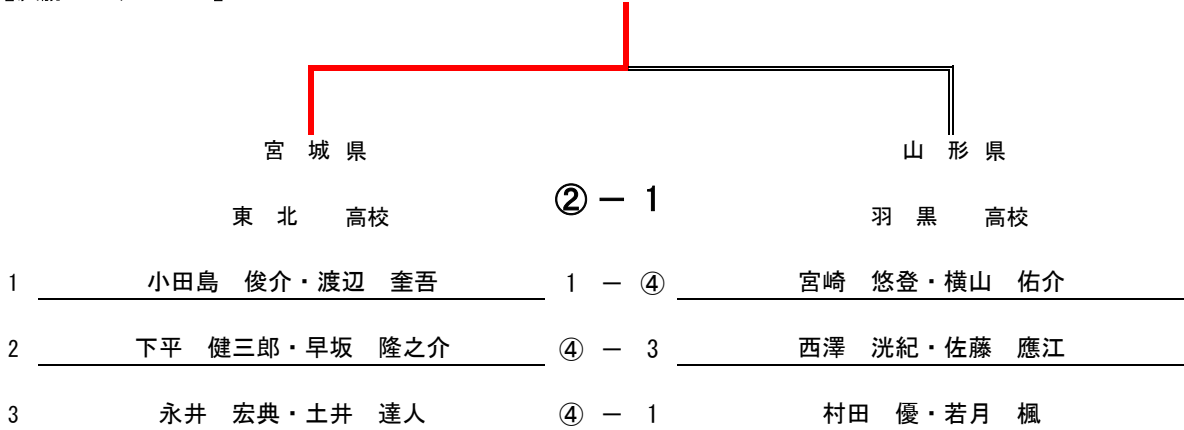 宮 城 県 山 形 県
②－ 1
東 北 高校 羽 黒 高校
1 小田島 俊介・渡辺 奎吾 1 － ④ 宮崎 悠登・横山 佑介
2 下平 健三郎・早坂 隆之介 ④ － 3 西澤 洸紀・佐藤 應江
3 永井 宏典・土井 達人 ④ － 1 村田 優・若月 楓